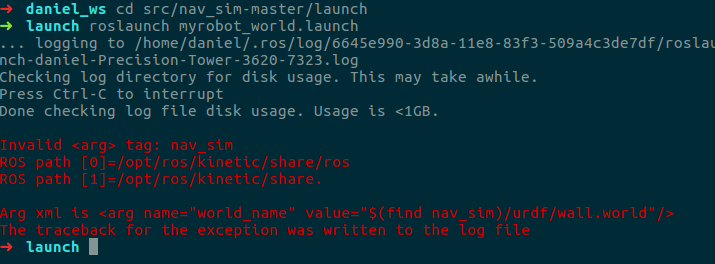 ➜ daniel_ws cd src/nav_sim-master/launch
➜ launch roslaunch myrobot_world.launch
... logging to /home/daniel/.ros/log/6645e990-3d8a-11e8-83f3-509a4c3de7df/roslau
nch-daniel-Precision-Tower-3620-7323.log
Checking log directory for disk usage. This may take awhile.
Press Ctrl-C to interrupt
Done checking log file disk usage. Usage is <1GB.
Invalid <arg> tag: nav_sim
ROS path [0]=/opt/ros/kinetic/share/ros
ROS path [1]=/opt/ros/kinetic/share.
Arg xml is <arg name="world_name" value="$(find nav_sim)/urdf/wall.world"/>
The traceback for the exception was written to the log file
➜ launch